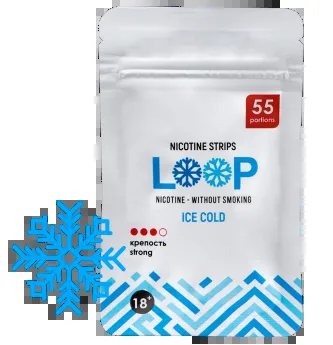 55
portions
NICOTINE STRIPS
LOOP
NICOTINE - WITHOUT SMOKING
ICE COLD
крепость
strong
18+